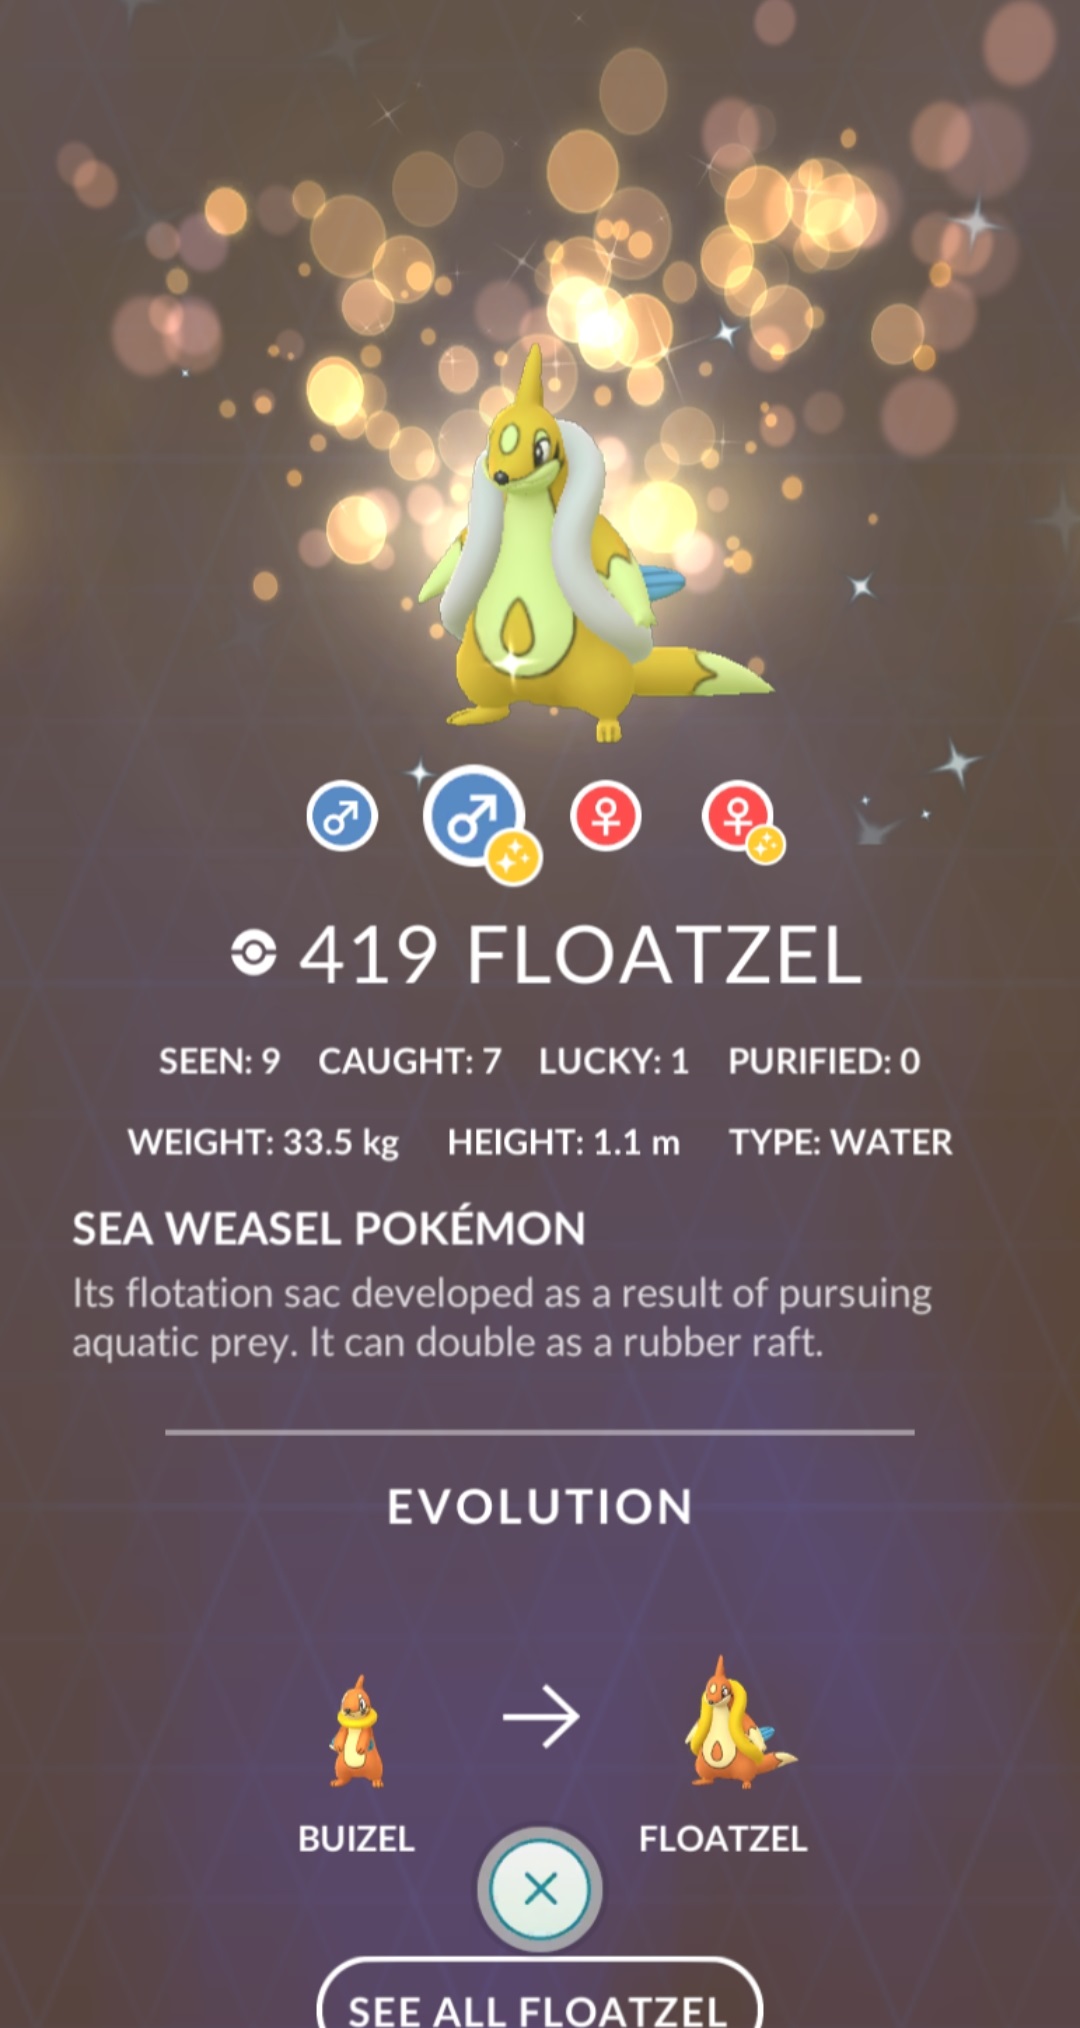 419 FLOATZEL
SEEN: 9 CAUGHT: 7 LUCKY: 1 PURIFIED: 0
WEIGHT: 33.5 kg HEIGHT: 1.1 m TYPE: WATER
SEA WEASEL POKÉMON
Its flotation sac developed as a result of pursuing
aquatic prey. It can double as a rubber raft.
EVOLUTION
BUIZEL FLOATZEL
SEE ALL FLOATZEL